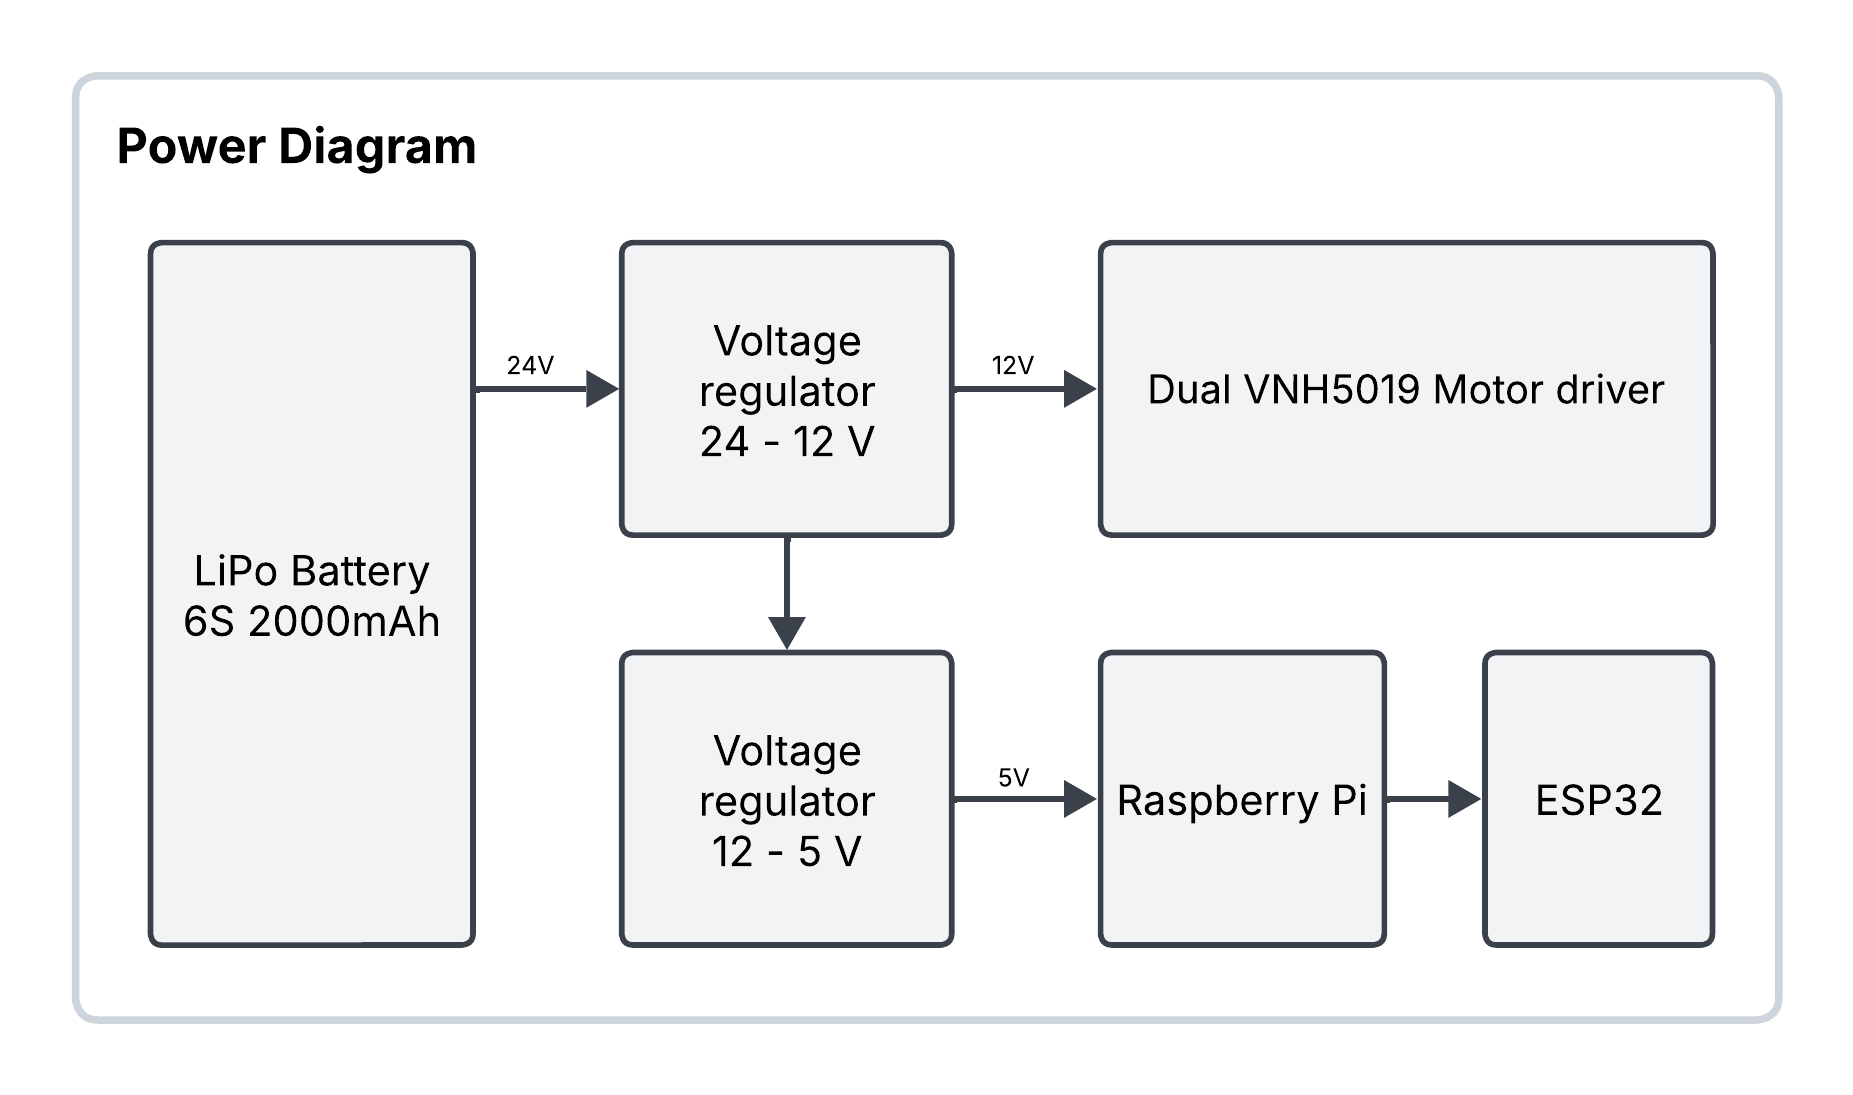 Power Diagram
LiPo Battery
6S 2000mAh
24V
Voltage
regulator
24 - 12 V
12V
Dual VNH5019 Motor driver
Voltage
regulator
12 - 5 V
5V
Raspberry Pi
ESP32